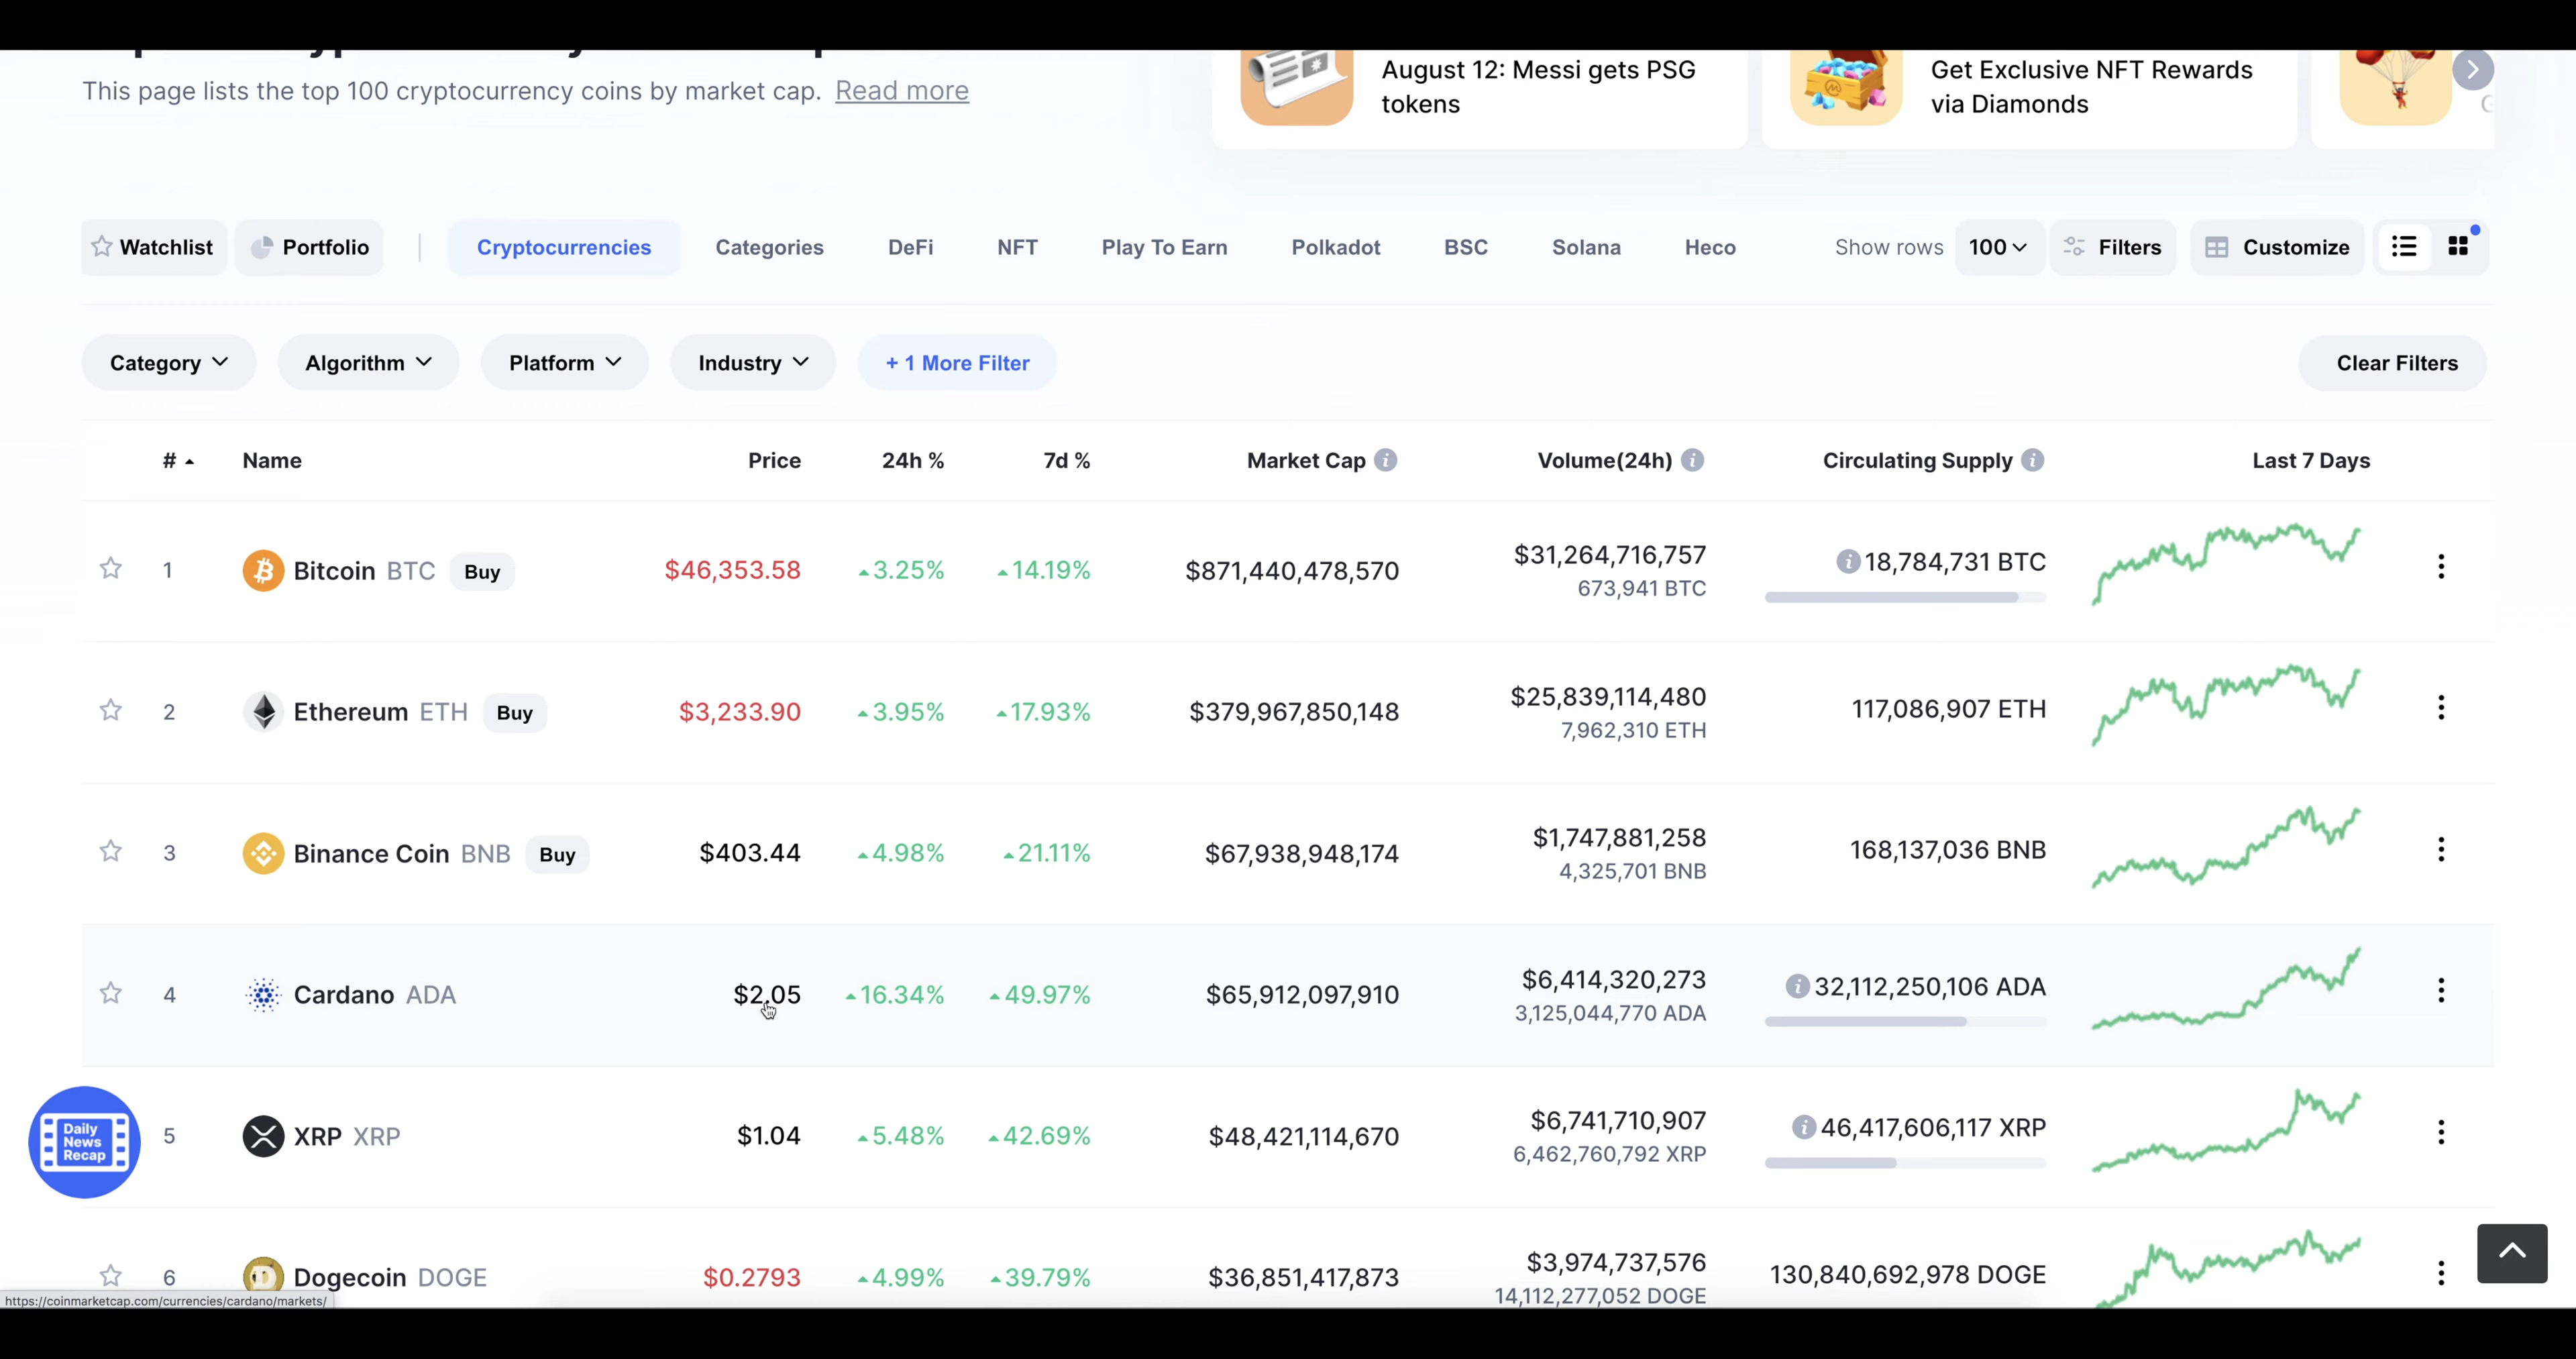 This page lists the top 100 cryptocurrency coins by market cap. Read more
August 12: Messi gets PSG
tokens
Get Exclusive NFT Rewards
via Diamonds
Watchlist Portfolio Cryptocurrencies Categories DeFi NFT Play To Earn Polkadot BSC Solana Heco Show rows 100 Filters Customize
Category Algorithm Platform Industry + 1 More Filter Clear Filters
# Name Price 24h % 7d % Market Cap Volume(24h) Circulating Supply Last 7 Days
1 Bitcoin BTC Buy $46,353.58 3.25% 14.19% $871,440,478,570 $31,264,716,757 18,784,731 BTC
673,941 BTC
2 Ethereum ETH Buy $3,233.90 3.95% 17.93% $379,967,850,148 $25,839,114,480 117,086,907 ETH
7,962,310 ETH
3 Binance Coin BNB Buy $403.44 4.98% 21.11% $67,938,948,174 $1,747,881,258 168,137,036 BNB
4,325,701 BNB
4 Cardano ADA $2.05 16.34% 49.97% $65,912,097,910 $6,414,320,273 32,112,250,106 ADA
3,125,044,770 ADA
Daily
News
Recap
5 XRP XRP $1.04 5.48% 42.69% $48,421,114,670 $6,741,710,907 46,417,606,117 XRP
6,462,760,792 XRP
6 Dogecoin DOGE $0.2793 4.99% 39.79% $36,851,417,873 $3,974,737,576 130,840,692,978 DOGE
14,112,277,052 DOGE
https://coinmarketcap.com/currencies/cardano/markets/